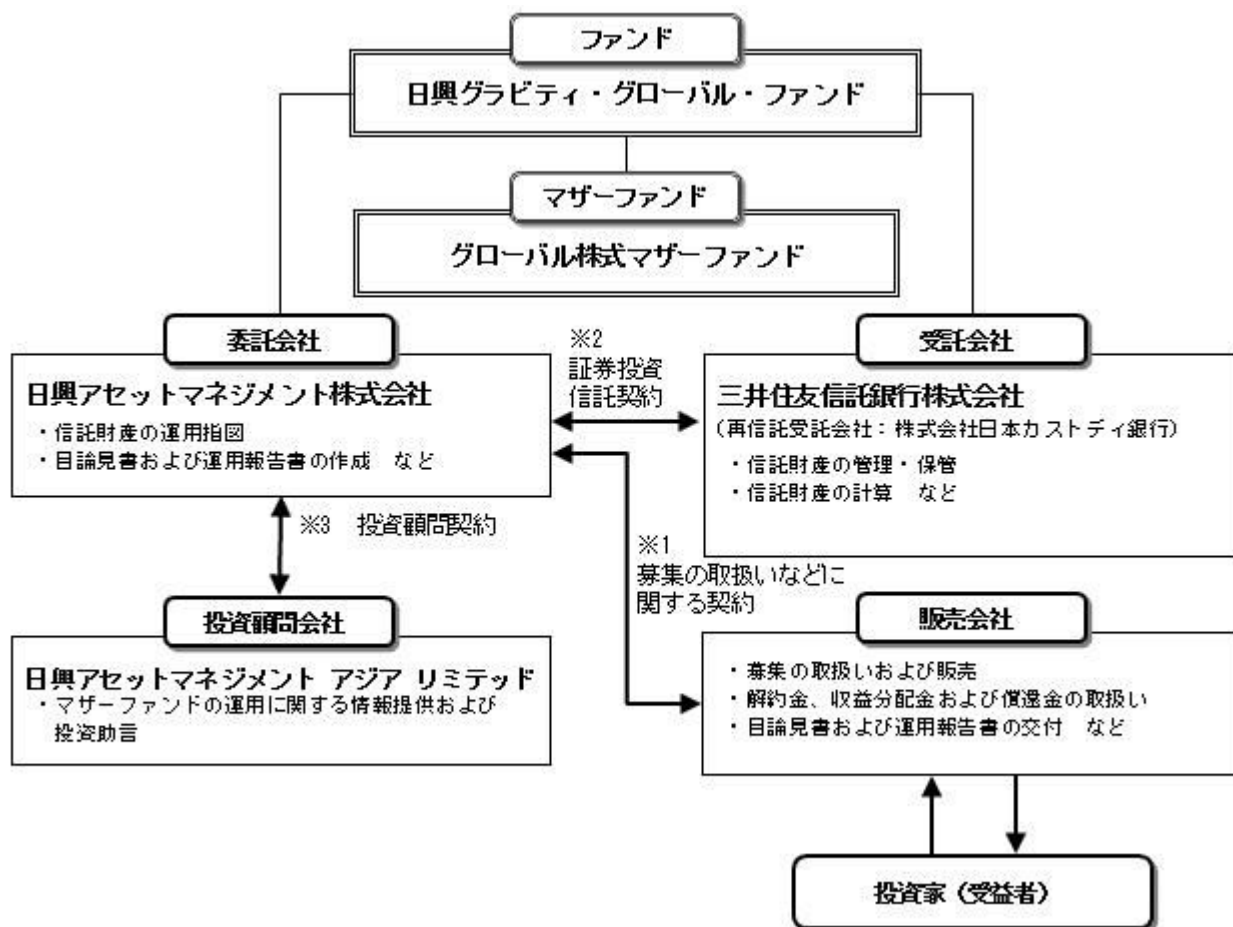 ファンド
日興グラビティ・グローバル・ファンド
マザーファンド
グローバル株式マザーファンド
委託会社
日興アセットマネジメント株式会社
・信託財産の運用指図
・目論見書および運用報告書の作成 など
※2
証券投資
信託契約
受託会社
三井住友信託銀行株式会社
(再信託受託会社：株式会社日本カストディ銀行)
・信託財産の管理・保管
・信託財産の計算 など
※3 投資顧問契約
※1
募集の取扱いなどに
関する契約
投資顧問会社
日興アセットマネジメント アジア リミテッド
・マザーファンドの運用に関する情報提供および
投資助言
販売会社
・募集の取扱いおよび販売
・解約金、収益分配金および償還金の取扱い
・目論見書および運用報告書の交付 など
投資家（受益者）